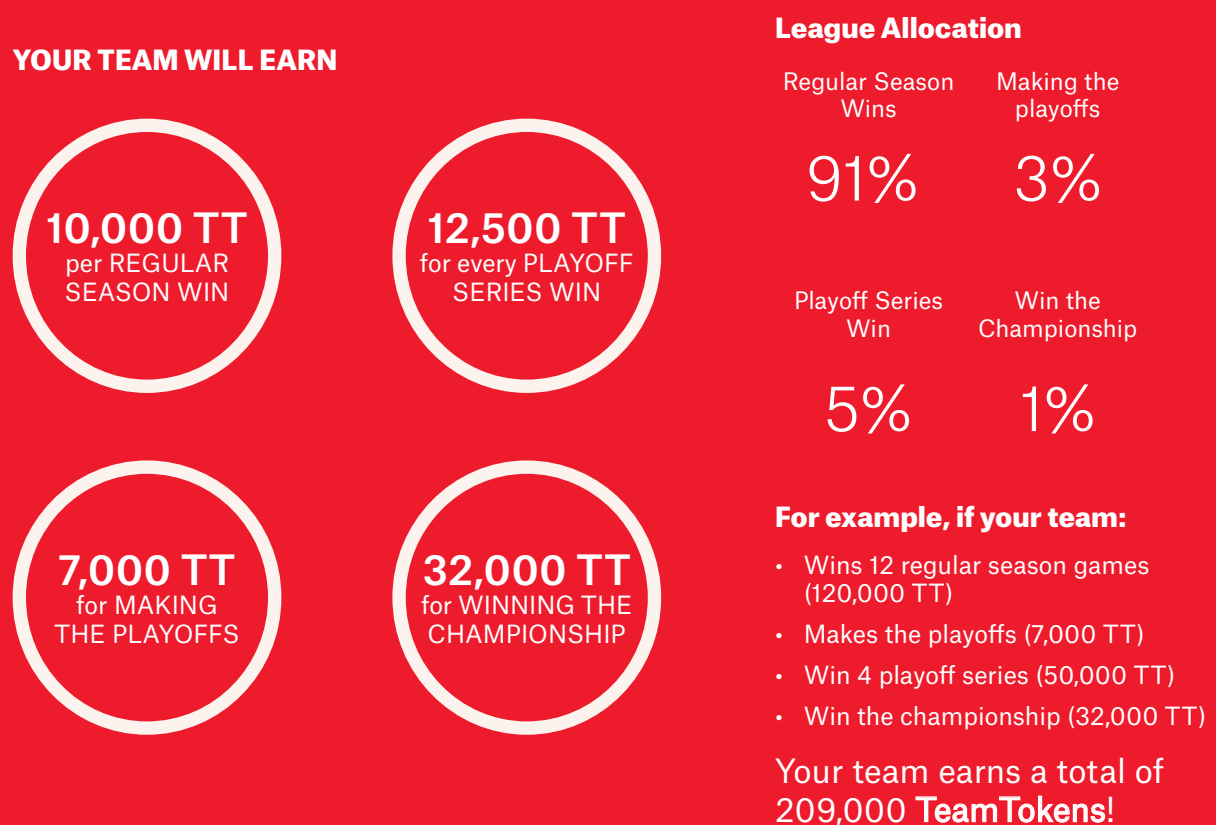 YOUR TEAM WILL EARN
10,000 TT
per REGULAR
SEASON WIN
12,500 TT
for every PLAYOFF
SERIES WIN
7,000 TT
for MAKING
THE PLAYOFFS
32,000 TT
for WINNING THE
CHAMPIONSHIP
League Allocation
Regular Season
Wins
91%
Making the
playoffs
3%
Playoff Series
Win
5%
Win the
Championship
1%
For example, if your team:
• Wins 12 regular season games
(120,000 TT)
• Makes the playoffs (7,000 TT)
• Win 4 playoff series (50,000 TT)
• Win the championship (32,000 TT)
Your team earns a total of
209,000 TeamTokens!